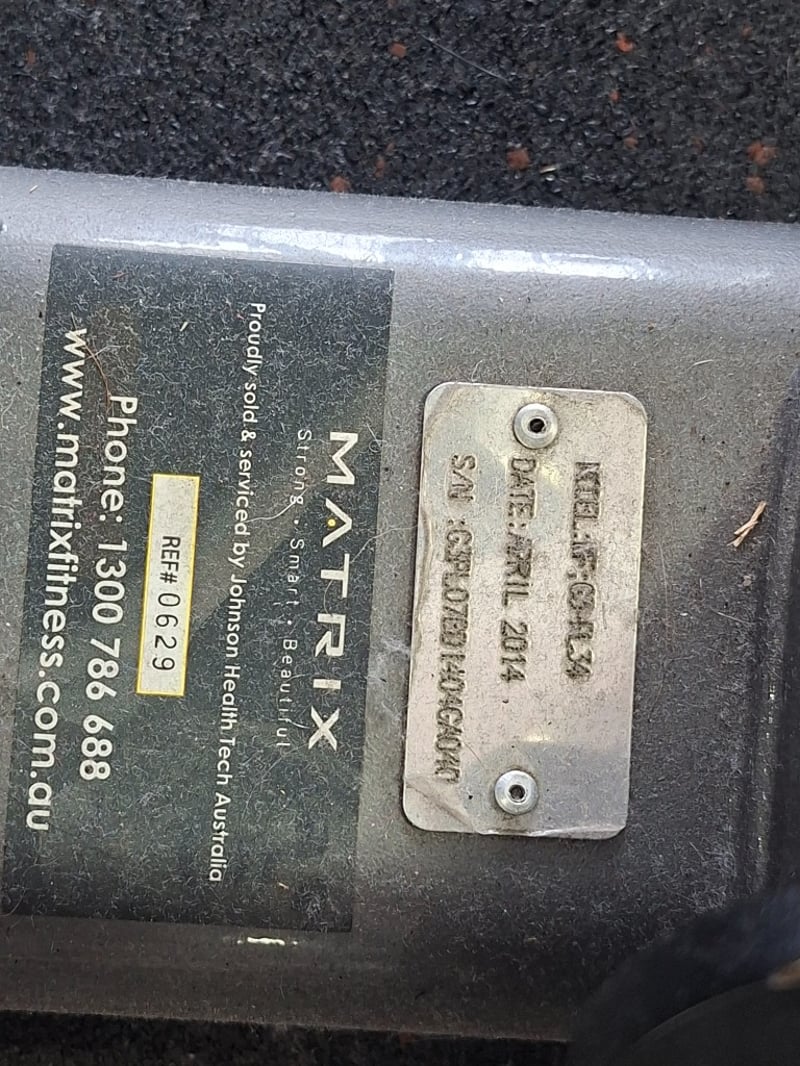 MATRIX
Strong · Smart · Beautiful
Proudly sold & serviced by Johnson Health Tech Australia
REF# 0629
Phone: 1300 786 688
www.matrixfitness.com.au
DATE: APRIL 2014
S/N :